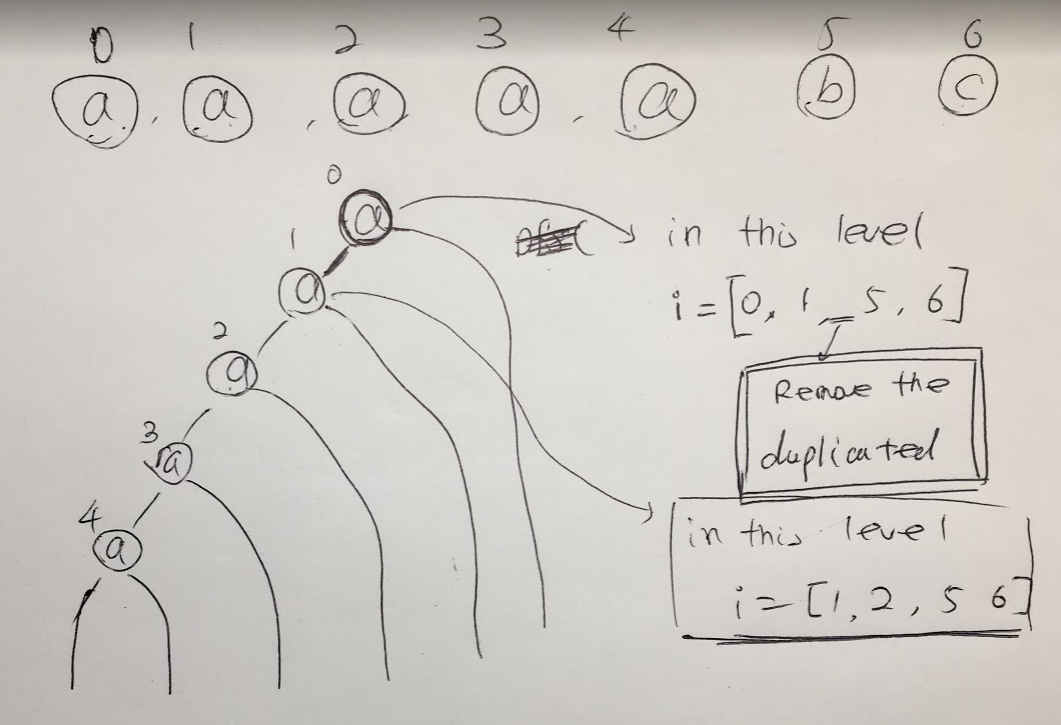 0 1 2 3 4 5 6
a , a , a a . a b c
0
a
1
a
2
a
3
a
4
a
in this level
i = [0, 1 _ 5, 6]
Remove the
duplicated
in this level
i = [1, 2, 5 6]